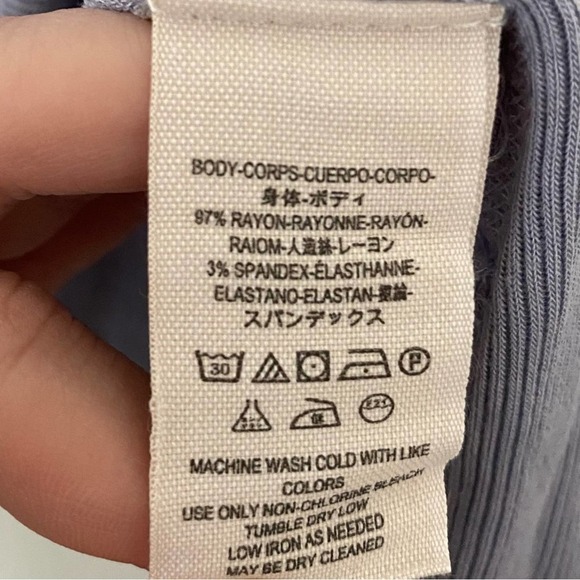 BODY-CORPS-CUERPO-CORPO-
身体-ボディ
97% RAYON-RAYONNE-RAYÓN-
RAIOM-人造絲-レーヨン
3% SPANDEX-ÉLASTHANNE-
ELASTANO-ELASTAN-
スパンデックス
30 P
低
MACHINE WASH COLD WITH LIKE
COLORS
USE ONLY NON-CHLORINE BLEACH
TUMBLE DRY LOW
LOW IRON AS NEEDED
MAY BE DRY CLEANED